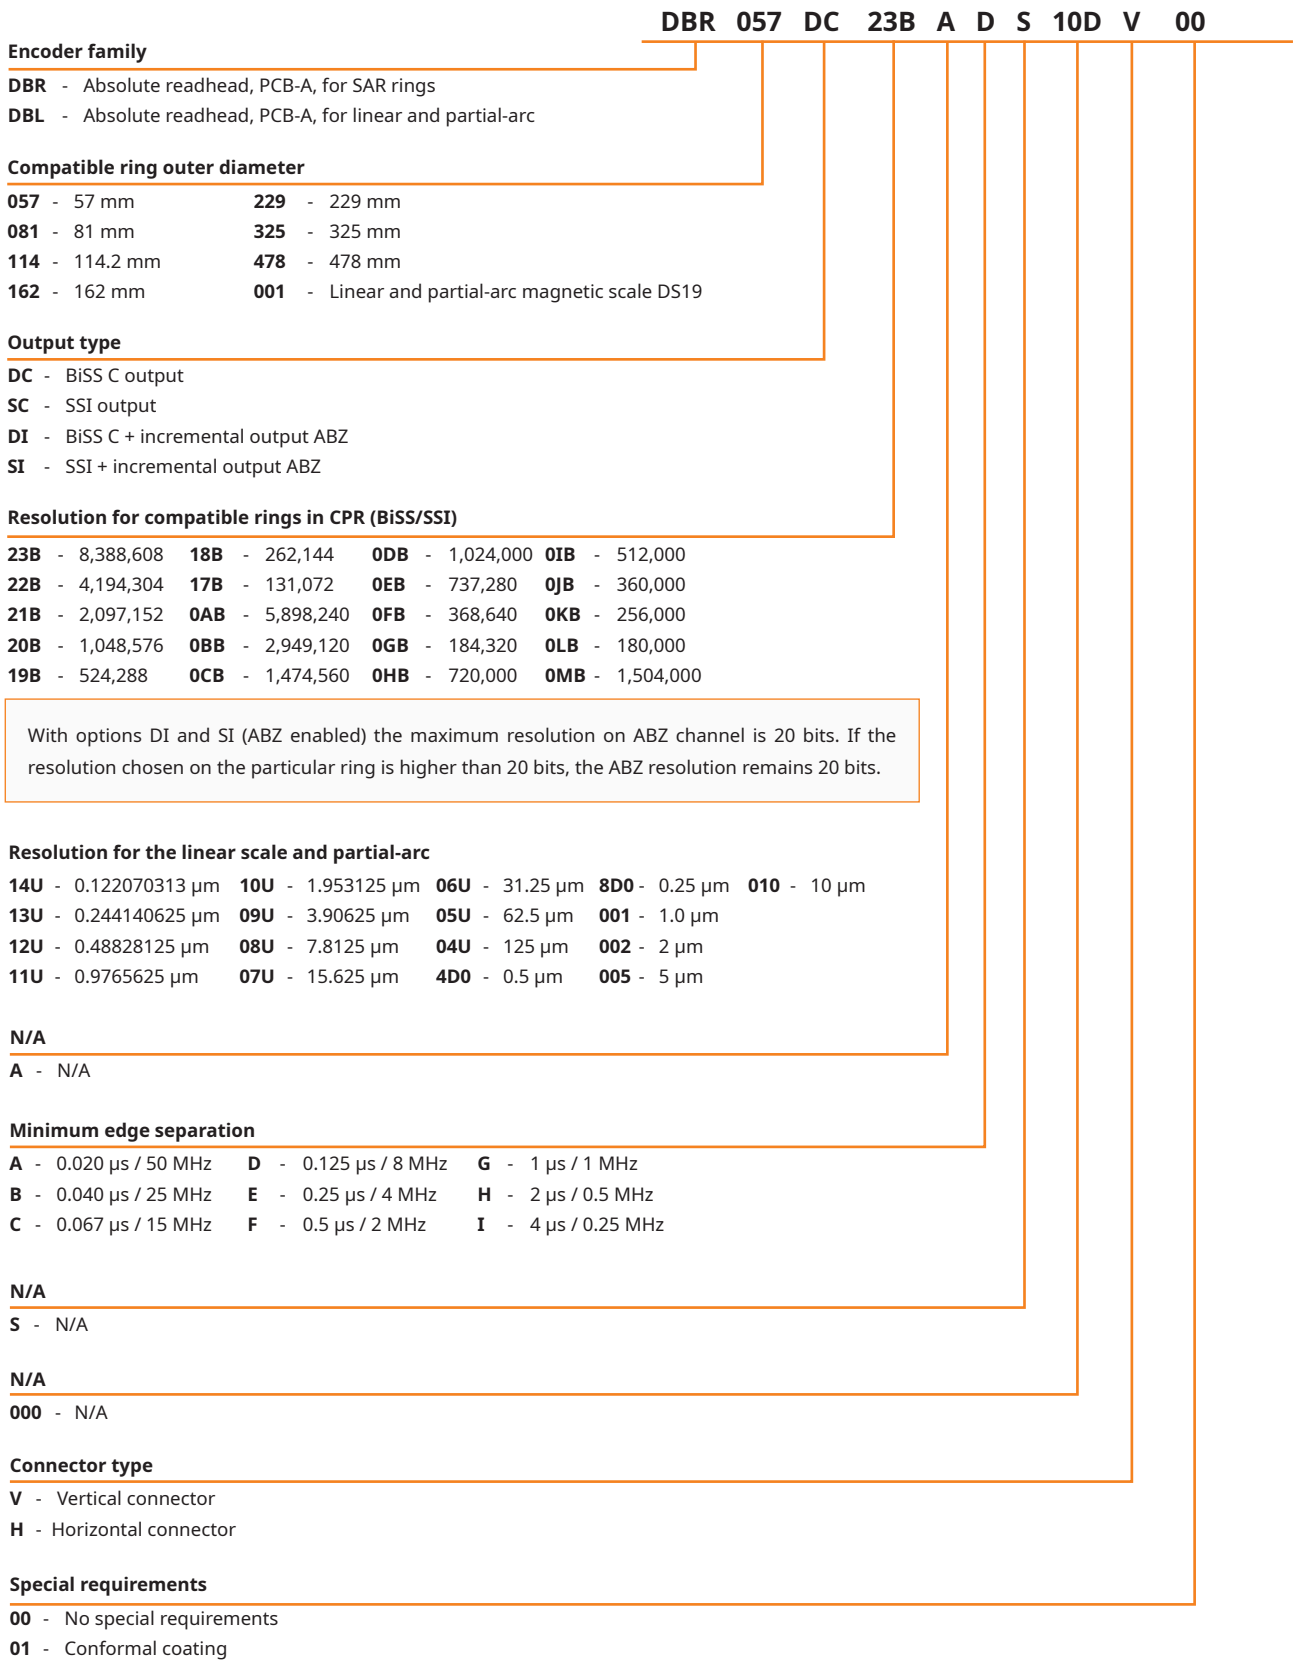 DBR 057 DC 23B A D S 10D V 00
Encoder family
DBR - Absolute readhead, PCB-A, for SAR rings
DBL - Absolute readhead, PCB-A, for linear and partial-arc
Compatible ring outer diameter
057 - 57 mm 229 - 229 mm
081 - 81 mm 325 - 325 mm
114 - 114.2 mm 478 - 478 mm
162 - 162 mm 001 - Linear and partial-arc magnetic scale DS19
Output type
DC - BiSS C output
SC - SSI output
DI - BiSS C + incremental output ABZ
SI - SSI + incremental output ABZ
Resolution for compatible rings in CPR (BiSS/SSI)
23B - 8,388,608 18B - 262,144 0DB - 1,024,000 0IB - 512,000
22B - 4,194,304 17B - 131,072 0EB - 737,280 0JB - 360,000
21B - 2,097,152 0AB - 5,898,240 0FB - 368,640 0KB - 256,000
20B - 1,048,576 0BB - 2,949,120 0GB - 184,320 0LB - 180,000
19B - 524,288 0CB - 1,474,560 0HB - 720,000 0MB - 1,504,000
With options DI and SI (ABZ enabled) the maximum resolution on ABZ channel is 20 bits. If the
resolution chosen on the particular ring is higher than 20 bits, the ABZ resolution remains 20 bits.
Resolution for the linear scale and partial-arc
14U - 0.122070313 µm 10U - 1.953125 µm 06U - 31.25 µm 8D0 - 0.25 µm 010 - 10 µm
13U - 0.244140625 µm 09U - 3.90625 µm 05U - 62.5 µm 001 - 1.0 µm
12U - 0.48828125 µm 08U - 7.8125 µm 04U - 125 µm 002 - 2 µm
11U - 0.9765625 µm 07U - 15.625 µm 4D0 - 0.5 µm 005 - 5 µm
N/A
A - N/A
Minimum edge separation
A - 0.020 µs / 50 MHz D - 0.125 µs / 8 MHz G - 1 µs / 1 MHz
B - 0.040 µs / 25 MHz E - 0.25 µs / 4 MHz H - 2 µs / 0.5 MHz
C - 0.067 µs / 15 MHz F - 0.5 µs / 2 MHz I - 4 µs / 0.25 MHz
N/A
S - N/A
N/A
000 - N/A
Connector type
V - Vertical connector
H - Horizontal connector
Special requirements
00 - No special requirements
01 - Conformal coating